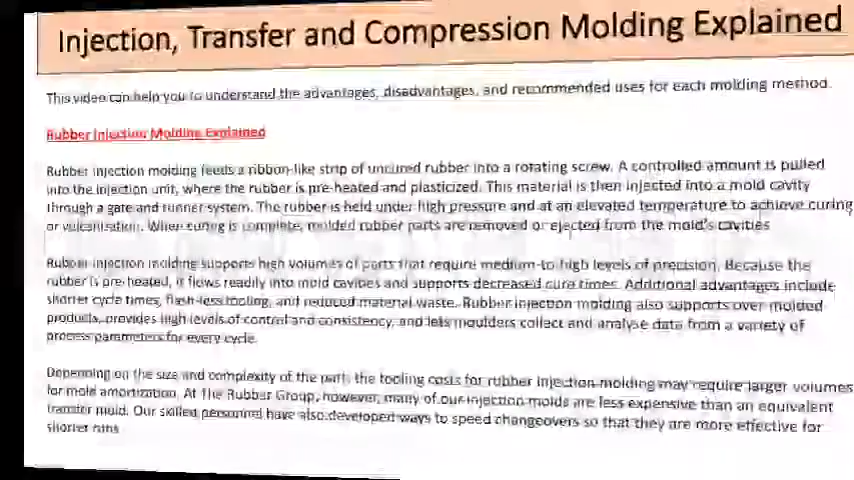 Injection, Transfer and Compression Molding Explained
This video can help you to understand the advantages, disadvantages, and recommended uses for each molding method.
Rubber Injection Molding Explained
Rubber injection molding feeds a ribbon-like strip of uncured rubber into a rotating screw. A controlled amount is pulled
into the injection unit, where the rubber is pre-heated and plasticized. This material is then injected into a mold cavity
through a gate and runner system. The rubber is held under high pressure and at an elevated temperature to achieve curing
or vulcanisation. When curing is complete, molded rubber parts are removed or ejected from the mold's cavities
Rubber injection molding supports high volumes of parts that require medium-to-high levels of precision. Because the
rubber is pre-heated, it flows readily into mold cavities and supports decreased cure times. Additional advantages include
shorter cycle times, flash-less tooling, and reduced material waste. Rubber injection molding also supports over molded
products, provides high levels of control and consistency, and lets moulders collect and analyse data from a variety of
process parameters for every cycle.
Depending on the size and complexity of the part, the tooling costs for rubber injection molding may require larger volumes
for mold amortization. At The Rubber Group, however, many of our injection molds are less expensive than an equivalent
transfer mold. Our skilled personnel have also developed ways to speed changeovers so that they are more effective for
shorter runs